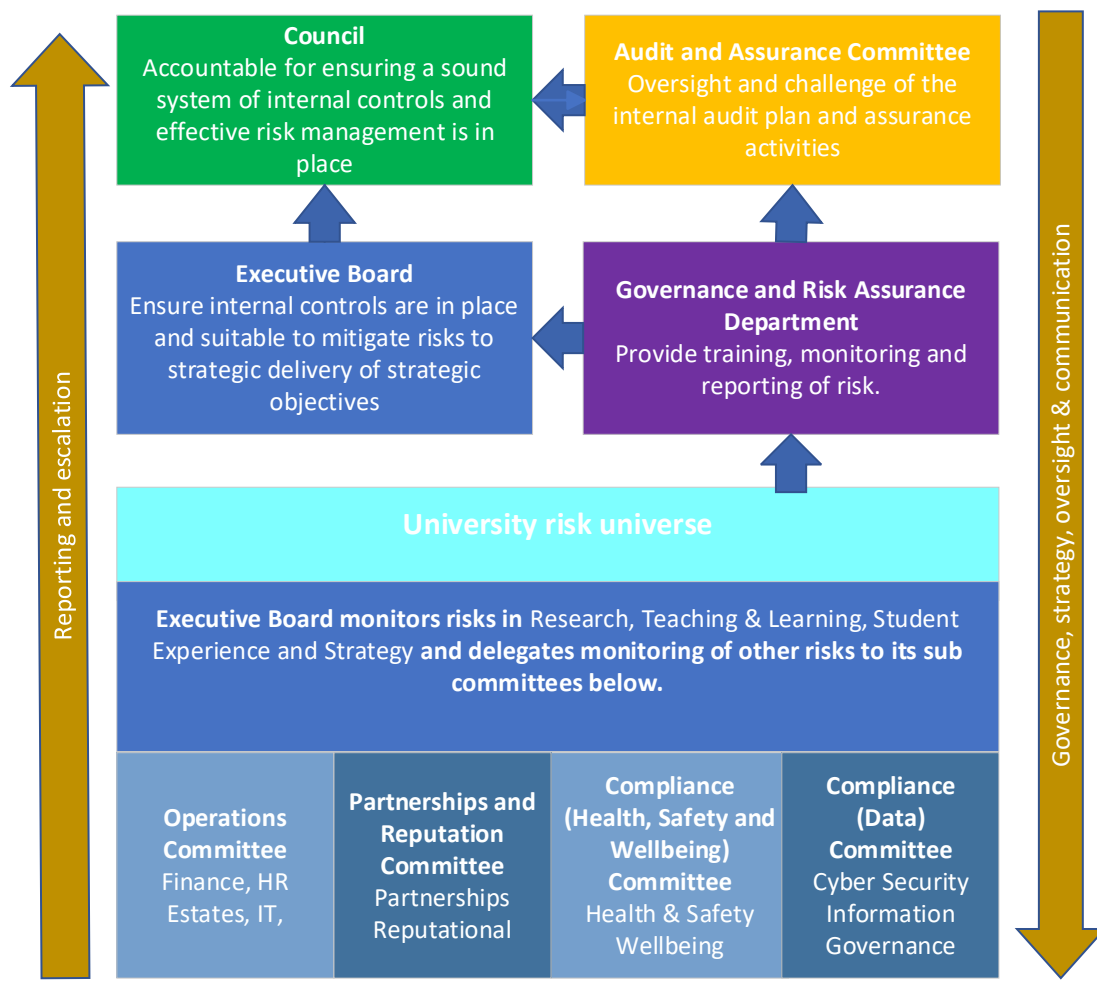 Council
Accountable for ensuring a sound
system of internal controls and
effective risk management is in
place
Audit and Assurance Committee
Oversight and challenge of the
internal audit plan and assurance
activities
Executive Board
Ensure internal controls are in place
and suitable to mitigate risks to
strategic delivery of strategic
objectives
Governance and Risk Assurance
Department
Provide training, monitoring and
reporting of risk.
Reporting and escalation
Governance, strategy, oversight & communication
University risk universe
Executive Board monitors risks in Research, Teaching & Learning, Student
Experience and Strategy and delegates monitoring of other risks to its sub
committees below.
Operations
Committee
Finance, HR
Estates, IT,
Partnerships and
Reputation
Committee
Partnerships
Reputational
Compliance
(Health, Safety and
Wellbeing)
Committee
Health & Safety
Wellbeing
Compliance
(Data)
Committee
Cyber Security
Information
Governance